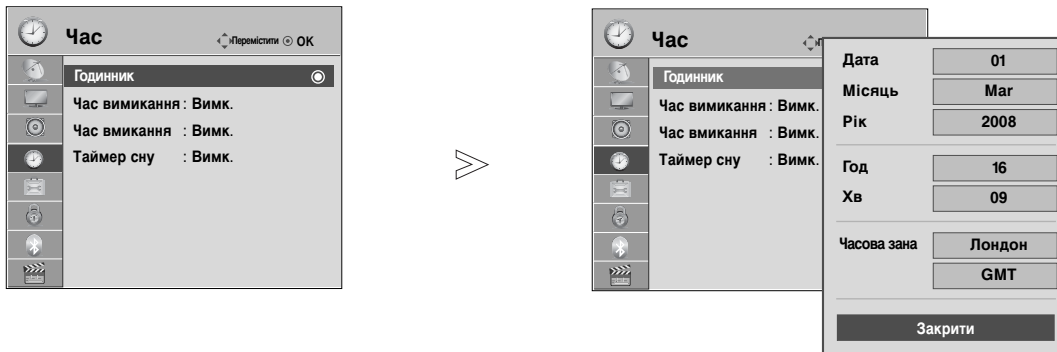 Час Перемістити OK
Годинник
Час вимикання : Вимк.
Час вмикання : Вимк.
Таймер сну : Вимк.
Час
Годинник
Час вимикання : Вимк.
Час вмикання : Вимк.
Таймер сну : Вимк.
Дата 01
Місяць Mar
Рік 2008
Год 16
Хв 09
Часова зана Лондон
GMT
Закрити